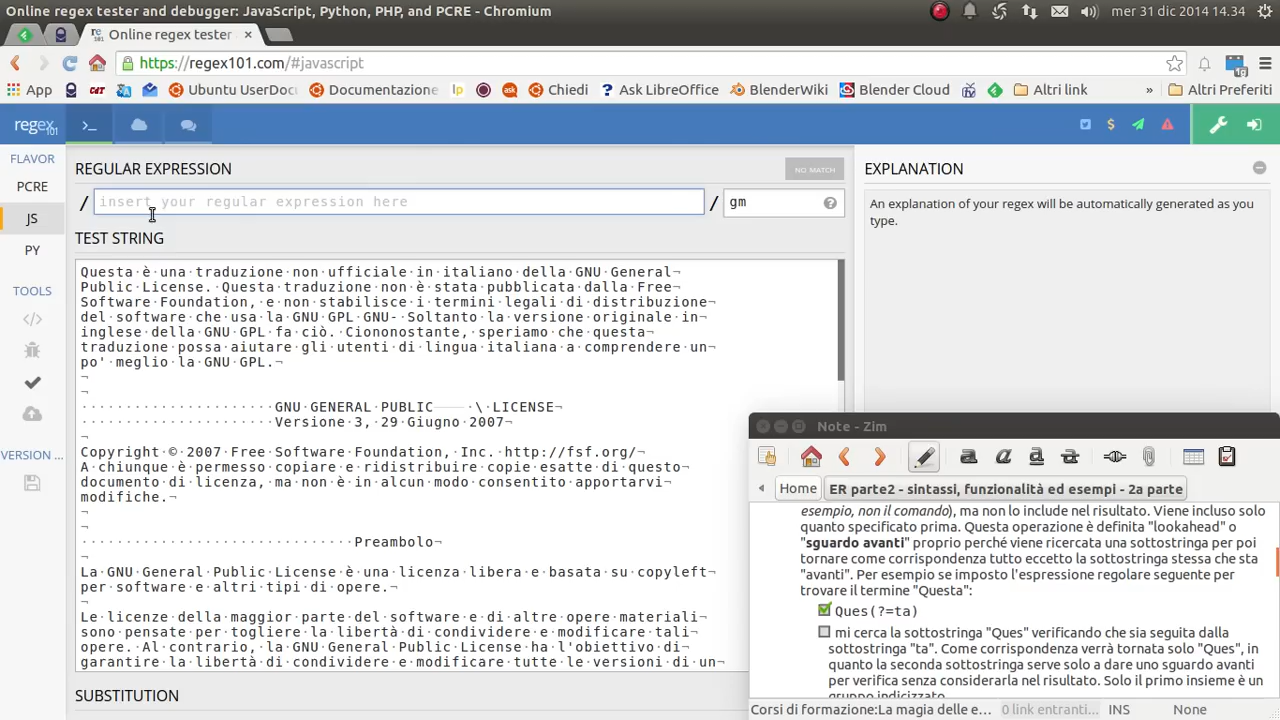 Online regex tester and debugger: JavaScript, Python, PHP, and PCRE - Chromium
mer 31 dic 2014 14.34
Online regex tester ×
https://regex101.com/#javascript
App
CAT
Ubuntu UserDocu
Documentazione
lp
ask
Chiedi
? Ask LibreOffice
BlenderWiki
Blender Cloud
tv
Altri link
»
Altri Preferiti
regex101
FLAVOR
PCRE
JS
PY
TOOLS
VERSION ...
REGULAR EXPRESSION
NO MATCH
/ insert your regular expression here / gm
TEST STRING
Questa·è·una·traduzione·non·ufficiale·in·italiano·della·GNU·General¬
Public·License.·Questa·traduzione·non·è·stata·pubblicata·dalla·Free¬
Software·Foundation,·e·non·stabilisce·i·termini·legali·di·distribuzione¬
del·software·che·usa·la·GNU·GPL·GNU-·Soltanto·la·versione·originale·in¬
inglese·della·GNU·GPL·fa·ciò.·Ciononostante,·speriamo·che·questa¬
traduzione·possa·aiutare·gli·utenti·di·lingua·italiana·a·comprendere·un¬
po'·meglio·la·GNU·GPL.¬
¬
¬
······················GNU·GENERAL·PUBLIC ·\·LICENSE¬
······················Versione·3,·29·Giugno·2007¬
¬
Copyright·©·2007·Free·Software·Foundation,·Inc.·http://fsf.org/¬
A·chiunque·è·permesso·copiare·e·ridistribuire·copie·esatte·di·questo¬
documento·di·licenza,·ma·non·è·in·alcun·modo·consentito·apportarvi¬
modifiche.¬
¬
¬
·······························Preambolo¬
¬
La·GNU·General·Public·License·è·una·licenza·libera·e·basata·su·copyleft¬
per·software·e·altri·tipi·di·opere.¬
¬
Le·licenze·della·maggior·parte·del·software·e·di·altre·opere·materiali¬
sono·pensate·per·togliere·la·libertà·di·condividere·e·modificare·tali¬
opere.·Al·contrario,·la·GNU·General·Public·License·ha·l'obiettivo·di¬
garantire·la·libertà·di·condividere·e·modificare·tutte·le·versioni·di·un¬
SUBSTITUTION
EXPLANATION
An explanation of your regex will be automatically generated as you
type.
Note - Zim
Home
ER parte2 - sintassi, funzionalità ed esempi - 2a parte
esempio, non il comando), ma non lo include nel risultato. Viene incluso solo
quanto specificato prima. Questa operazione è definita "lookahead" o
"sguardo avanti" proprio perché viene ricercata una sottostringa per poi
tornare come corrispondenza tutto eccetto la sottostringa stessa che sta
"avanti". Per esempio se imposto l'espressione regolare seguente per
trovare il termine "Questa":
Ques(?=ta)
mi cerca la sottostringa "Ques" verificando che sia seguita dalla
sottostringa "ta". Come corrispondenza verrà tornata solo "Ques", in
quanto la seconda sottostringa serve solo a dare uno sguardo avanti
per verifica senza considerarla nel risultato. Solo il primo insieme è un
gruppo indicizzato.
Corsi di formazione:La magia delle e...
0 link entranti...
INS
None